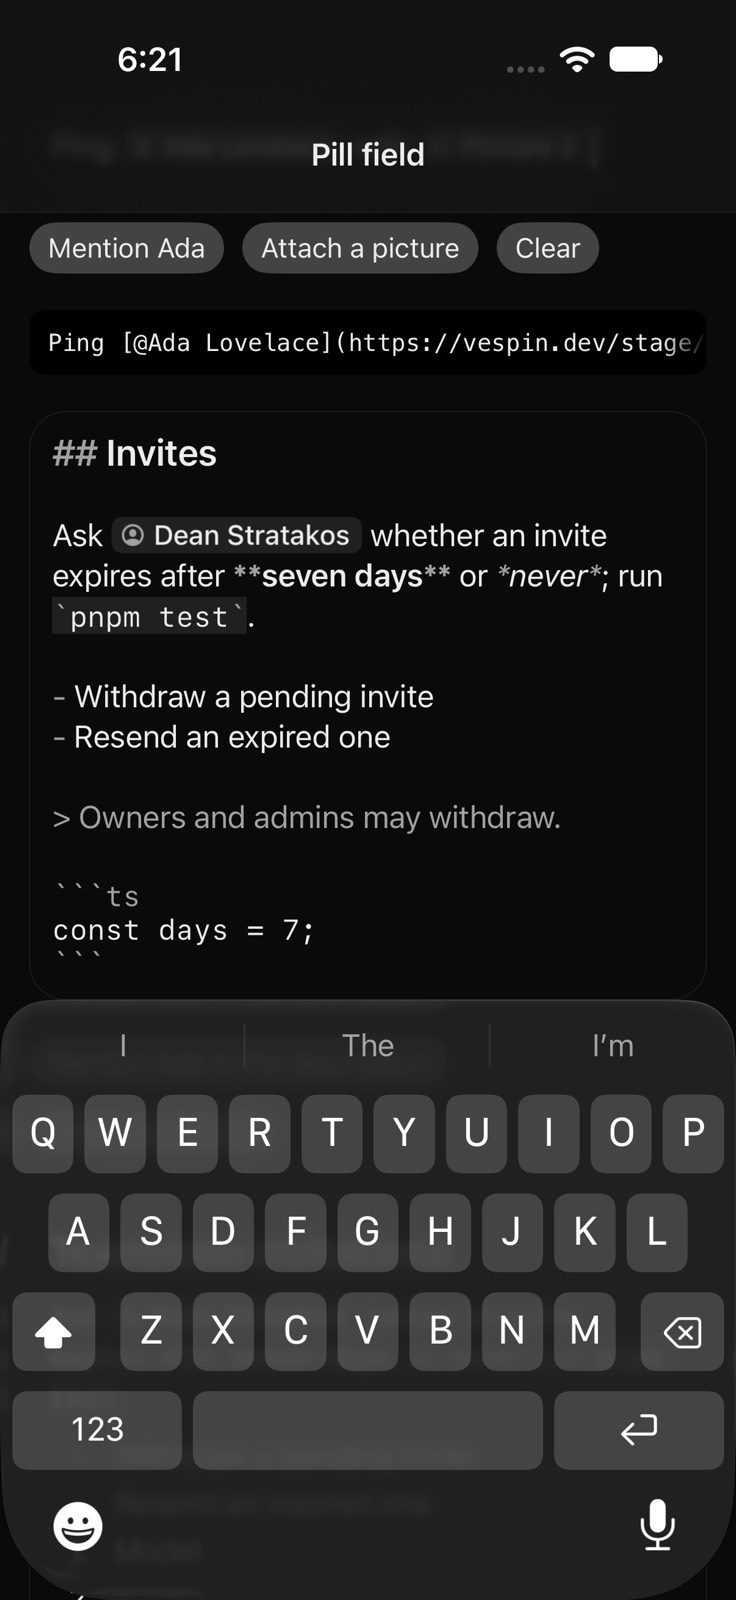 6:21
Pill field
Mention Ada
Attach a picture
Clear
Ping [@Ada Lovelace](https://vespin.dev/stage/
## Invites
Ask Dean Stratakos whether an invite
expires after **seven days** or *never*; run
`pnpm test`.
- Withdraw a pending invite
- Resend an expired one
> Owners and admins may withdraw.
```ts
const days = 7;
```
I The I’m
Q W E R T Y U I O P
A S D F G H J K L
Z X C V B N M
123